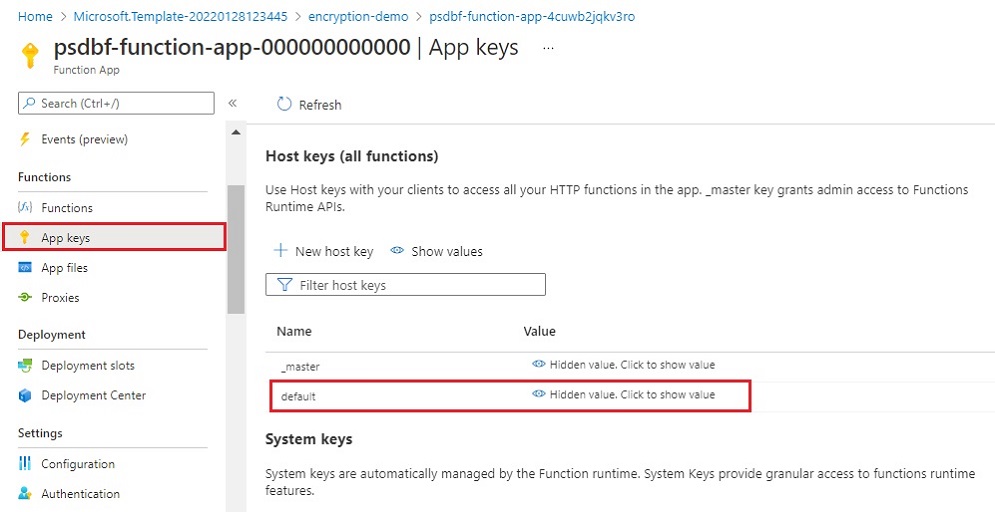 Home > Microsoft.Template-20220128123445 > encryption-demo > psdbf-function-app-4cuwb2jqkv3ro
psdbf-function-app-000000000000 | App keys ...
Function App
Search (Ctrl+/)
«
Refresh
Events (preview)
Functions
Functions
App keys
App files
Proxies
Deployment
Deployment slots
Deployment Center
Settings
Configuration
Authentication
Host keys (all functions)
Use Host keys with your clients to access all your HTTP functions in the app. _master key grants admin access to Functions
Runtime APIs.
New host key Show values
Filter host keys
Name Value
_master Hidden value. Click to show value
default Hidden value. Click to show value
System keys
System keys are automatically managed by the Function runtime. System Keys provide granular access to functions runtime
features.